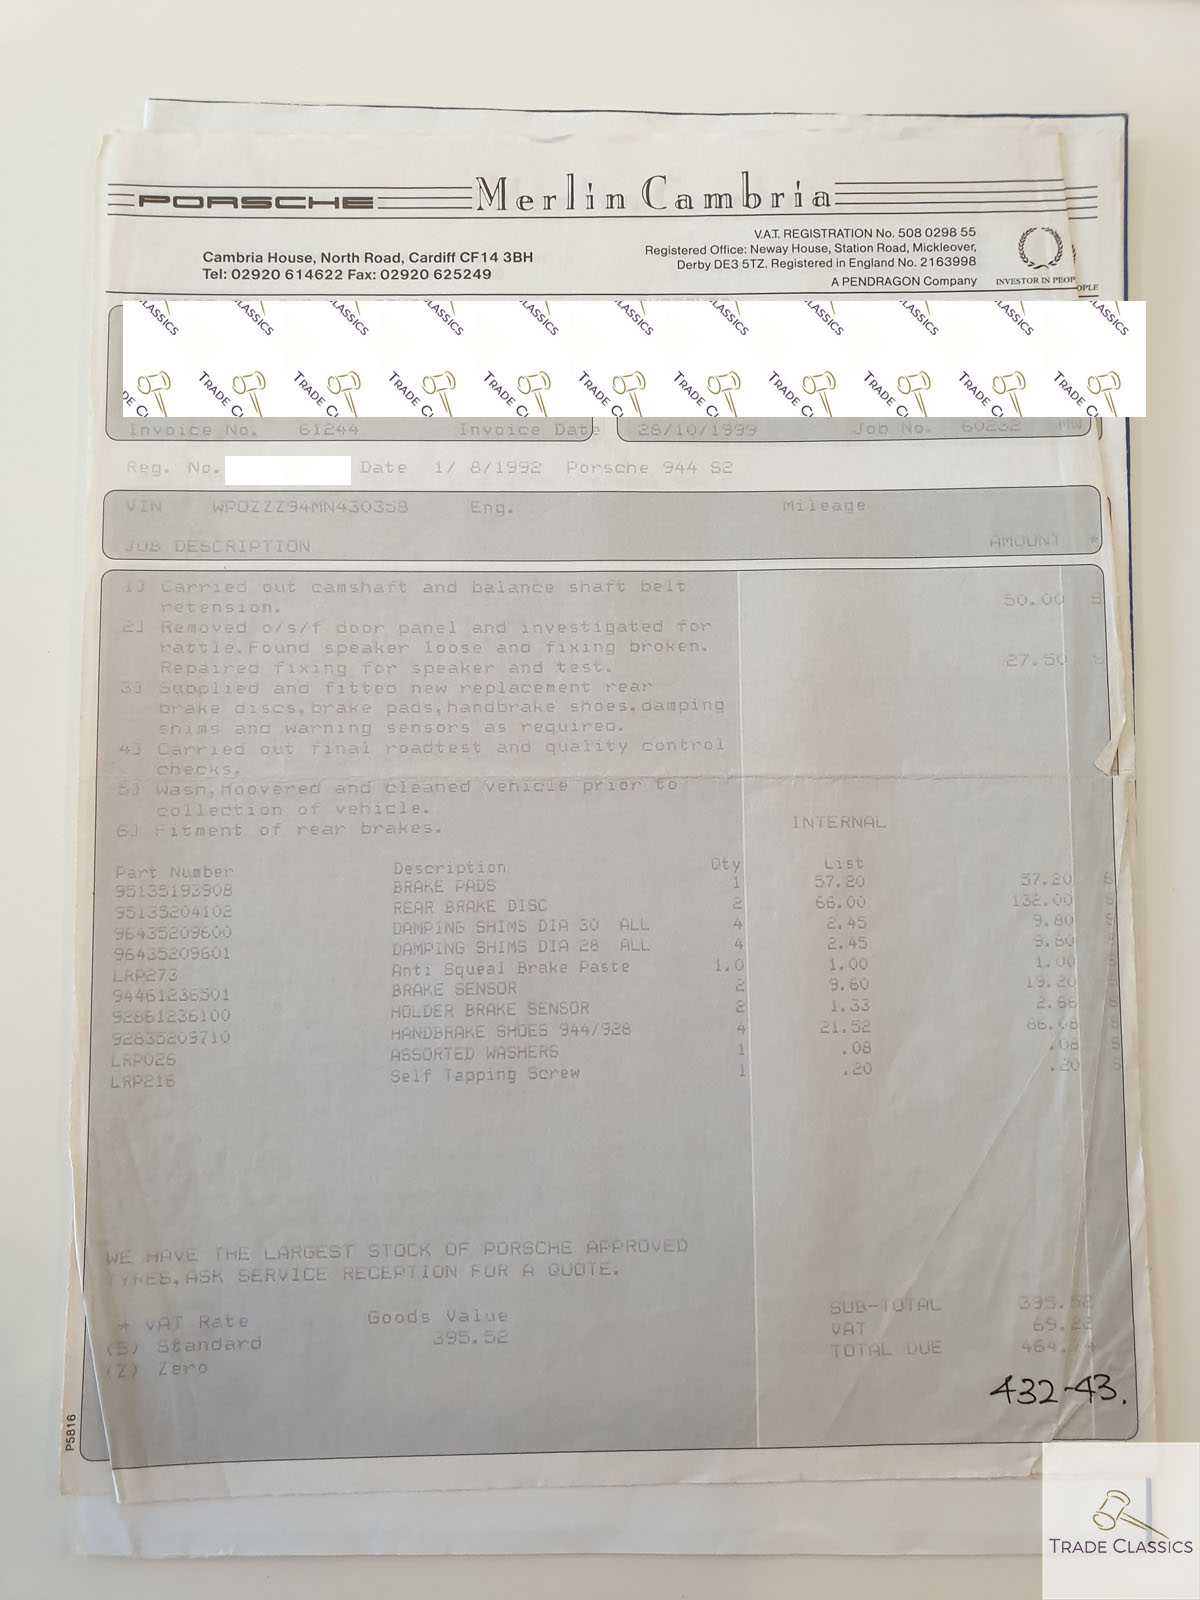 PORSCHE Merlin Cambria
Cambria House, North Road, Cardiff CF14 3BH
Tel: 02920 614622 Fax: 02920 625249
V.A.T. REGISTRATION No. 508 0298 55
Registered Office: Neway House, Station Road, Mickleover,
Derby DE3 5TZ. Registered in England No. 2163998
A PENDRAGON Company
INVESTOR IN PEOP
OPLE
Invoice No. 61244 Invoice Date 28/10/1999 Job No. 60232 MW
Reg. No. Date 1/ 8/1992 Porsche 944 S2
VIN WPOZZZ94MN430358 Eng. Mileage
JOB DESCRIPTION AMOUNT *
1] Carried out camshaft and balance shaft belt
retension. 50.00 S
2] Removed o/s/f door panel and investigated for
rattle.Found speaker loose and fixing broken.
Repaired fixing for speaker and test. 27.50 S
3] Supplied and fitted new replacement rear
brake discs,brake pads,handbrake shoes,damping
shims and warning sensors as required.
4] Carried out final roadtest and quality control
checks.
5] Wash,hoovered and cleaned vehicle prior to
collection of vehicle.
6] Fitment of rear brakes. INTERNAL
Part Number Description Qty List
95135193908 BRAKE PADS 1 57.20 57.20 S
95135204102 REAR BRAKE DISC 2 66.00 132.00 S
96435209600 DAMPING SHIMS DIA 30 ALL 4 2.45 9.80 S
96435209601 DAMPING SHIMS DIA 28 ALL 4 2.45 9.80 S
LRP273 Anti Squeal Brake Paste 1.0 1.00 1.00 S
94461236501 BRAKE SENSOR 2 9.60 19.20 S
92861236100 HOLDER BRAKE SENSOR 2 1.33 2.66 S
92835209710 HANDBRAKE SHOES 944/928 4 21.52 86.08 S
LRP026 ASSORTED WASHERS 1 .08 .08 S
LRP216 Self Tapping Screw 1 .20 .20 S
WE HAVE THE LARGEST STOCK OF PORSCHE APPROVED
TYRES,ASK SERVICE RECEPTION FOR A QUOTE.
* VAT Rate Goods Value
(S) Standard 395.52
(Z) Zero
SUB-TOTAL 395.52
VAT 69.22
TOTAL DUE 464.74
432-43.
P5816
TRADE CLASSICS